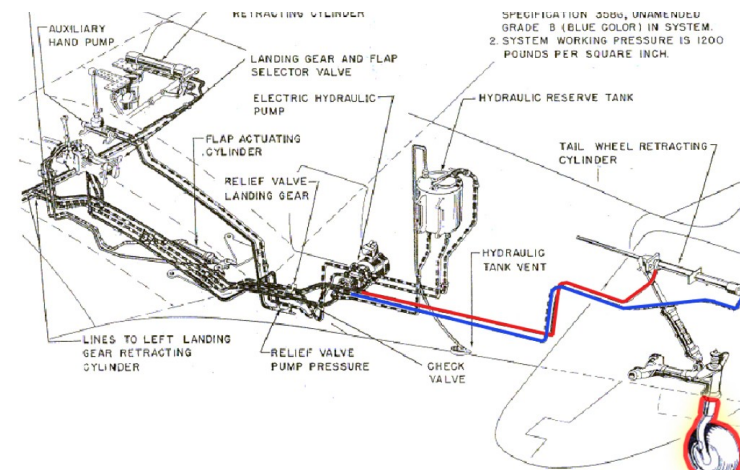 RETRACTING CYLINDER
SPECIFICATION 3586, UNAMENDED
GRADE B (BLUE COLOR) IN SYSTEM.
2. SYSTEM WORKING PRESSURE IS 1200
POUNDS PER SQUARE INCH.
AUXILIARY
HAND PUMP
LANDING GEAR AND FLAP
SELECTOR VALVE
ELECTRIC HYDRAULIC
PUMP
HYDRAULIC RESERVE TANK
FLAP ACTUATING
CYLINDER
TAIL WHEEL RETRACTING
CYLINDER
RELIEF VALVE
LANDING GEAR
HYDRAULIC
TANK VENT
LINES TO LEFT LANDING
GEAR RETRACTING
CYLINDER
RELIEF VALVE
PUMP PRESSURE
CHECK
VALVE